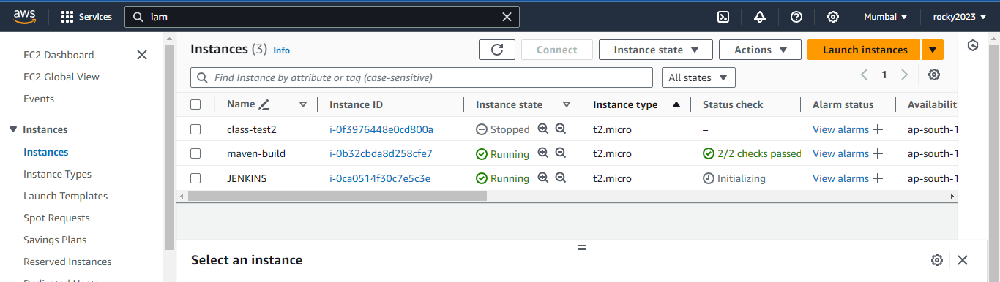 aws Services iam Mumbai rocky2023
EC2 Dashboard
EC2 Global View
Events
Instances
Instances
Instance Types
Launch Templates
Spot Requests
Savings Plans
Reserved Instances
Instances (3) Info Connect Instance state Actions Launch instances
Find Instance by attribute or tag (case-sensitive) All states 1
Name Instance ID Instance state Instance type Status check Alarm status Availability
class-test2 i-0f3976448e0cd800a Stopped t2.micro – View alarms + ap-south-1
maven-build i-0b32cbda8d258cfe7 Running t2.micro 2/2 checks passed View alarms + ap-south-1
JENKINS i-0ca0514f30c7e5c3e Running t2.micro Initializing View alarms + ap-south-1
Select an instance